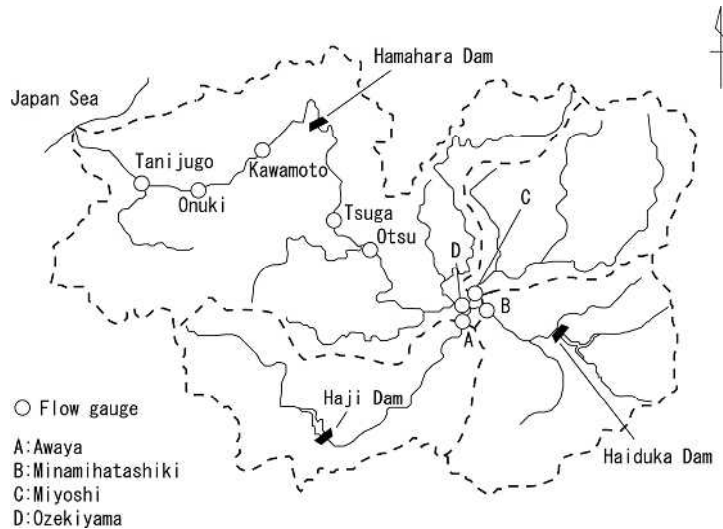 Hamahara Dam
Japan Sea
Tanijugo
Kawamoto
Onuki
C
Tsuga
D
Otsu
B
A
Haji Dam
Flow gauge
Haiduka Dam
A:Awaya
B:Minamihatashiki
C:Miyoshi
D:Ozekiyama